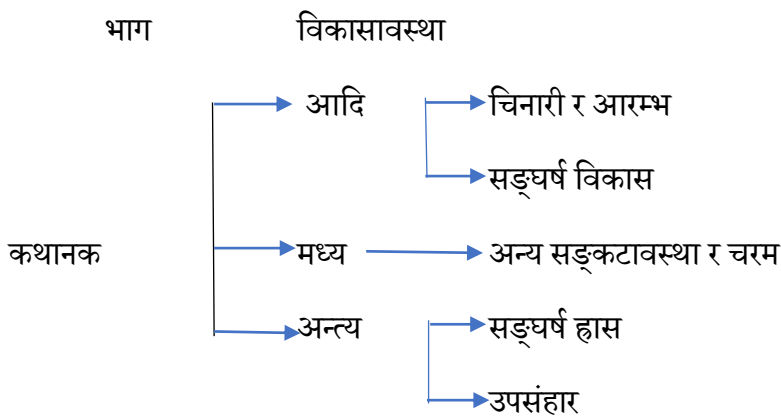 भाग विकासावस्था
आदि चिनारी र आरम्भ
सङ्घर्ष विकास
कथानक मध्य अन्य सङ्कटावस्था र चरम
अन्त्य सङ्घर्ष ह्रास
उपसंहार